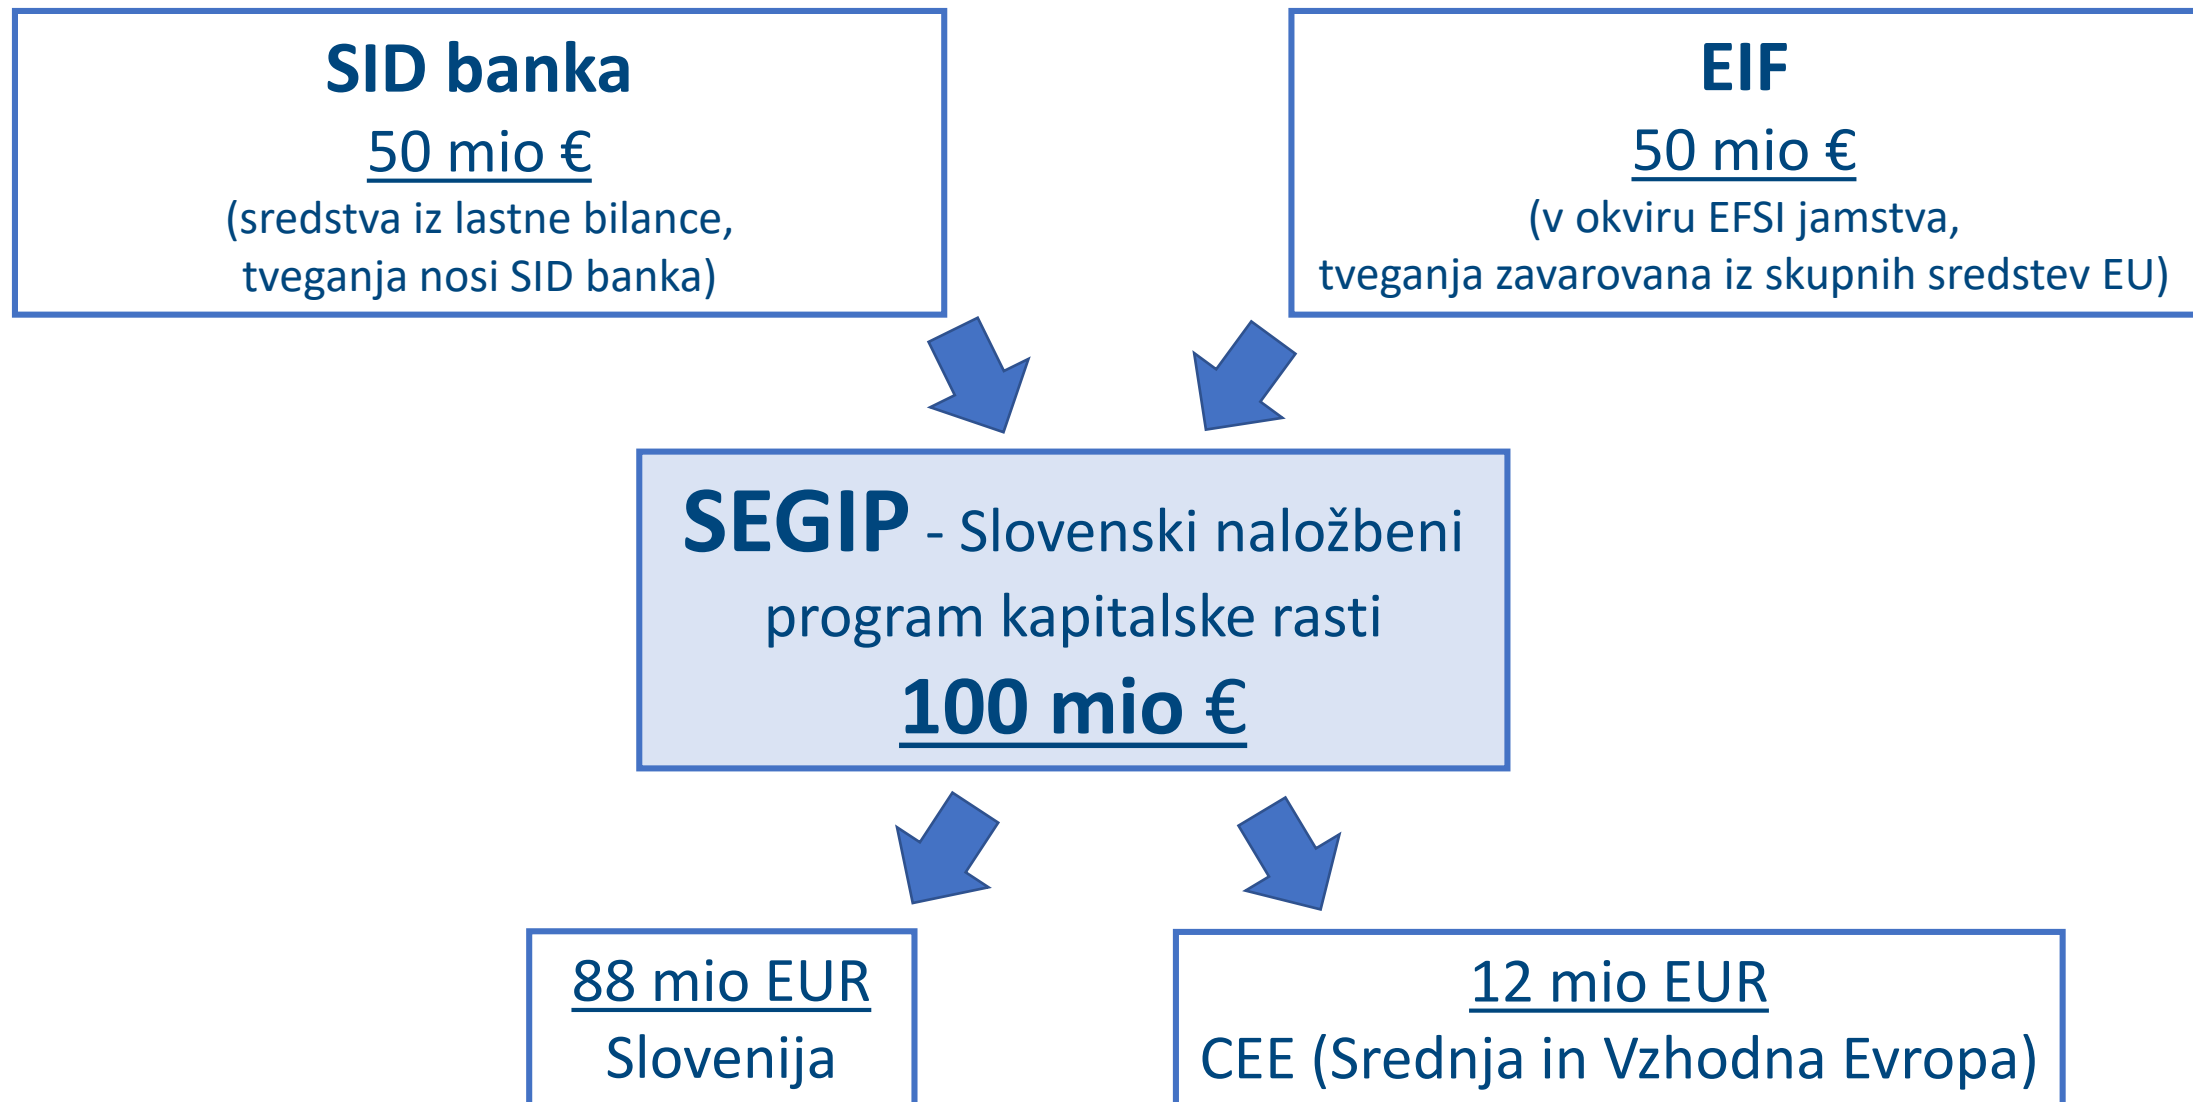 SID banka
50 mio €
(sredstva iz lastne bilance,
tveganja nosi SID banka)
EIF
50 mio €
(v okviru EFSI jamstva,
tveganja zavarovana iz skupnih sredstev EU)
SEGIP - Slovenski naložbeni
program kapitalske rasti
100 mio €
88 mio EUR
Slovenija
12 mio EUR
CEE (Srednja in Vzhodna Evropa)